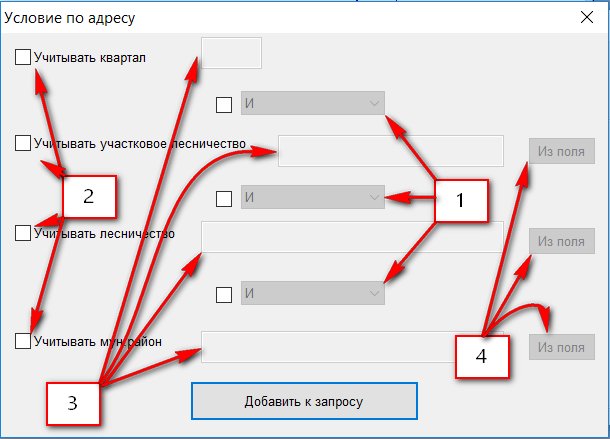 Условие по адресу
Учитывать квартал
И
Учитывать участковое лесничество
Из поля
2
И
1
Учитывать лесничество
Из поля
И
Учитывать мун.район
4
Из поля
3
Добавить к запросу